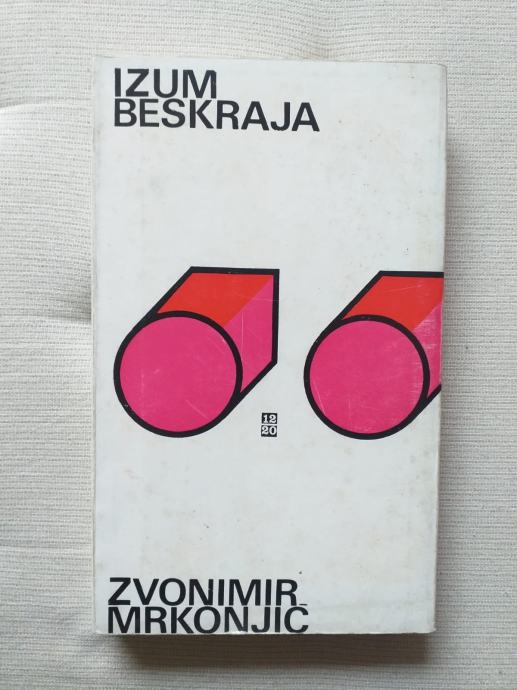 IZUM
BESKRAJA
12
20
ZVONIMIR
MRKONJIĆ